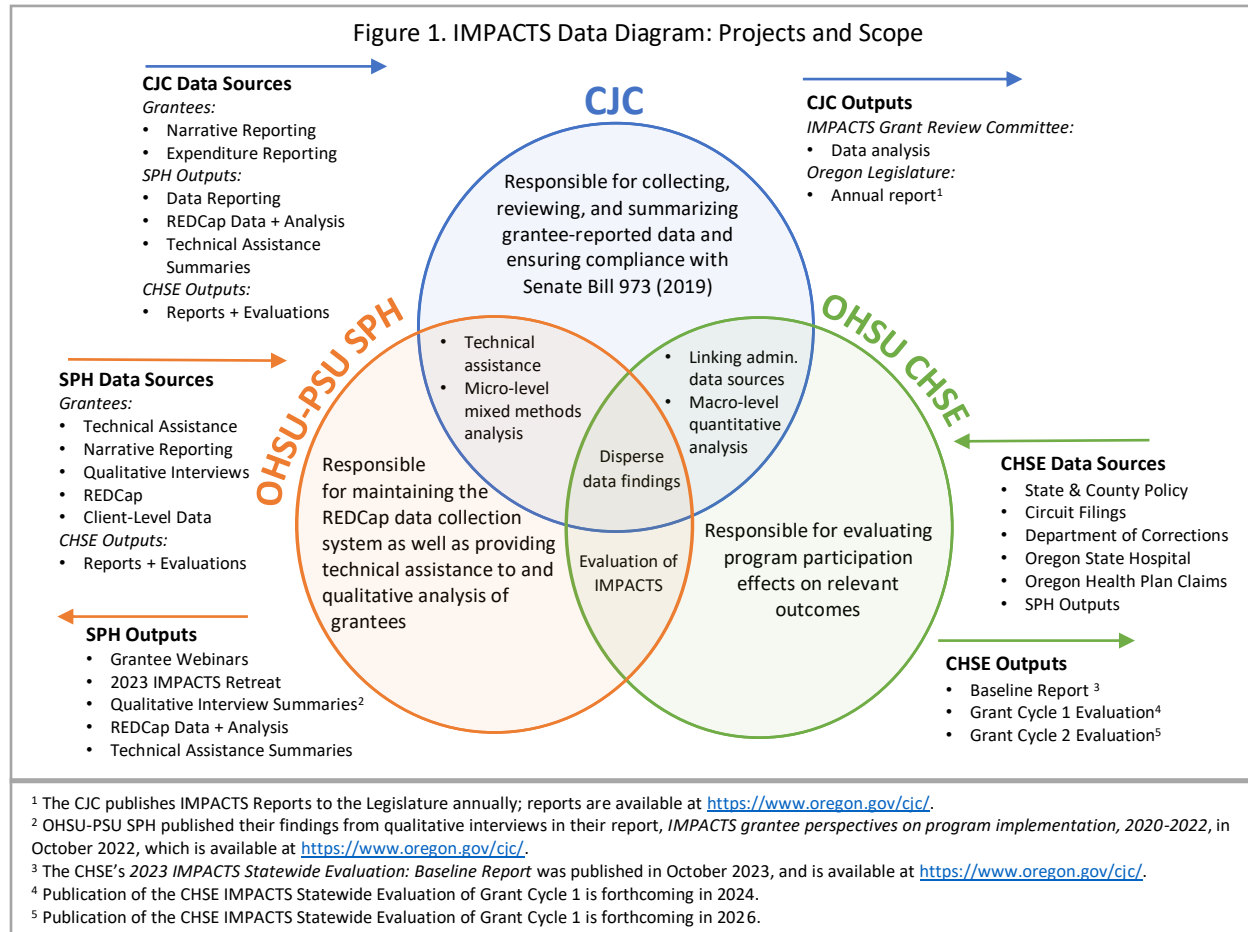 Figure 1. IMPACTS Data Diagram: Projects and Scope
CJC Data Sources
Grantees:
• Narrative Reporting
• Expenditure Reporting
SPH Outputs:
• Data Reporting
• REDCap Data + Analysis
• Technical Assistance
Summaries
CHSE Outputs:
• Reports + Evaluations
CJC
CJC Outputs
IMPACTS Grant Review Committee:
• Data analysis
Oregon Legislature:
• Annual report¹
Responsible for collecting,
reviewing, and summarizing
grantee-reported data and
ensuring compliance with
Senate Bill 973 (2019)
OHSU-PSU SPH
OHSU CHSE
• Technical
assistance
• Micro-level
mixed methods
analysis
• Linking admin.
data sources
• Macro-level
quantitative
analysis
Disperse
data findings
Evaluation of
IMPACTS
SPH Data Sources
Grantees:
• Technical Assistance
• Narrative Reporting
• Qualitative Interviews
• REDCap
• Client-Level Data
CHSE Outputs:
• Reports + Evaluations
Responsible
for maintaining the
REDCap data collection
system as well as providing
technical assistance to and
qualitative analysis of
grantees
Responsible for evaluating
program participation
effects on relevant
outcomes
CHSE Data Sources
• State & County Policy
• Circuit Filings
• Department of Corrections
• Oregon State Hospital
• Oregon Health Plan Claims
• SPH Outputs
SPH Outputs
• Grantee Webinars
• 2023 IMPACTS Retreat
• Qualitative Interview Summaries²
• REDCap Data + Analysis
• Technical Assistance Summaries
CHSE Outputs
• Baseline Report ³
• Grant Cycle 1 Evaluation⁴
• Grant Cycle 2 Evaluation⁵
¹ The CJC publishes IMPACTS Reports to the Legislature annually; reports are available at https://www.oregon.gov/cjc/.
² OHSU-PSU SPH published their findings from qualitative interviews in their report, IMPACTS grantee perspectives on program implementation, 2020-2022, in
October 2022, which is available at https://www.oregon.gov/cjc/.
³ The CHSE's 2023 IMPACTS Statewide Evaluation: Baseline Report was published in October 2023, and is available at https://www.oregon.gov/cjc/.
⁴ Publication of the CHSE IMPACTS Statewide Evaluation of Grant Cycle 1 is forthcoming in 2024.
⁵ Publication of the CHSE IMPACTS Statewide Evaluation of Grant Cycle 1 is forthcoming in 2026.